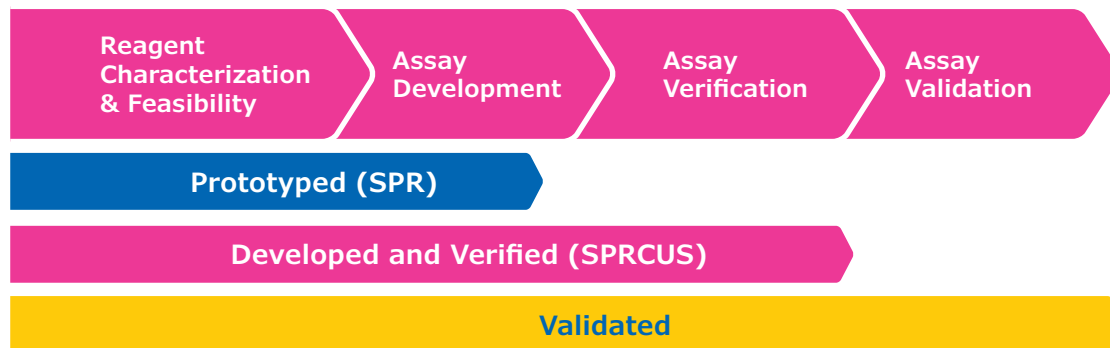 Reagent
Characterization
& Feasibility
Assay
Development
Assay
Verification
Assay
Validation
Prototyped (SPR)
Developed and Verified (SPRCUS)
Validated